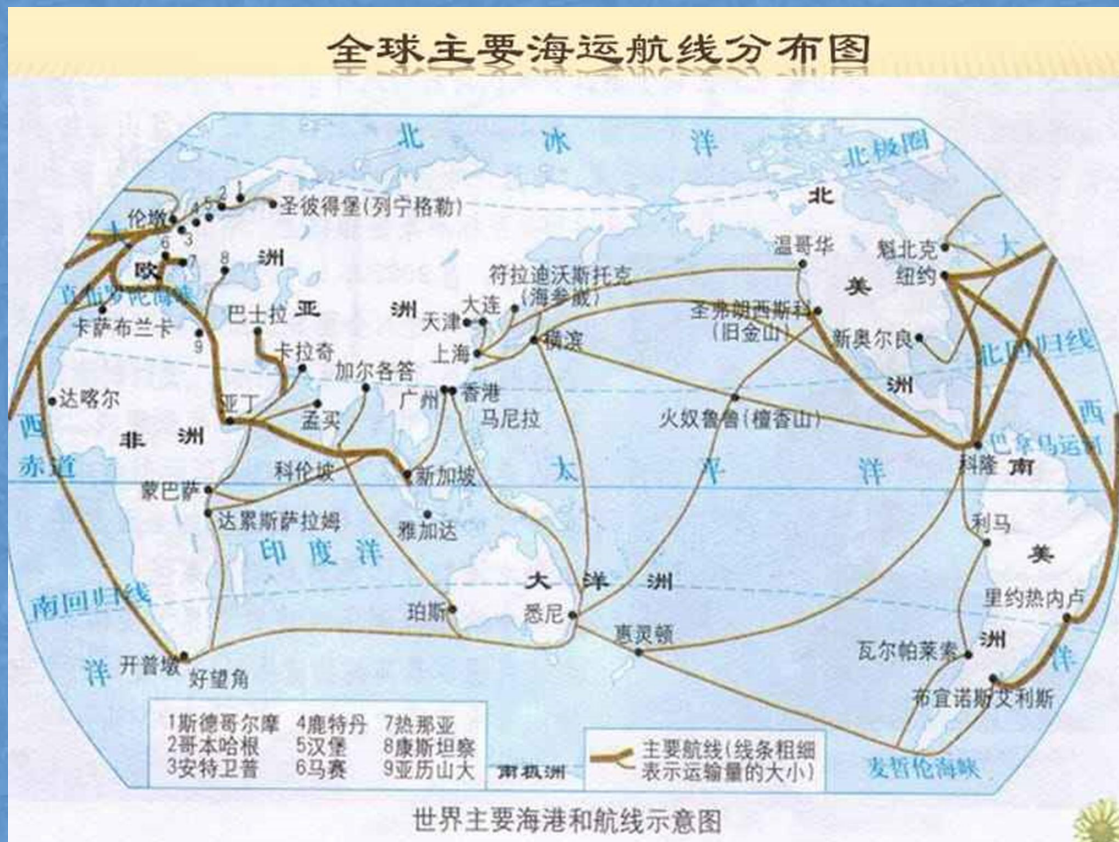 全球主要海运航线分布图
北 冰 洋
北极圈
伦敦
5
2
1
4
3
圣彼得堡(列宁格勒)
北
大
6
7
8
欧
洲
温哥华
魁北克
大
纽约
直布罗陀海峡
符拉迪沃斯托克
(海参威)
美
卡萨布兰卡
9
巴士拉
亚
洲
大连
天津
圣弗朗西斯科
(旧金山)
新奥尔良
横滨
上海
北回归线
卡拉奇
加尔各答
洲
达喀尔
广州
香港
西
亚丁
孟买
马尼拉
火奴鲁鲁(檀香山)
西
非 洲
巴拿马运河
赤道
科伦坡
新加坡
太 平 洋
科隆
南
蒙巴萨
达累斯萨拉姆
雅加达
利马
印度洋
美
大 洋 洲
南回归线
珀斯
悉尼
里约热内卢
惠灵顿
瓦尔帕莱索
洲
洋
洋
开普墩
好望角
布宜诺斯艾利斯
1斯德哥尔摩 4鹿特丹 7热那亚
2哥本哈根 5汉堡 8康斯坦察
3安特卫普 6马赛 9亚历山大
南极洲
主要航线(线条粗细
表示运输量的大小)
麦哲伦海峡
世界主要海港和航线示意图